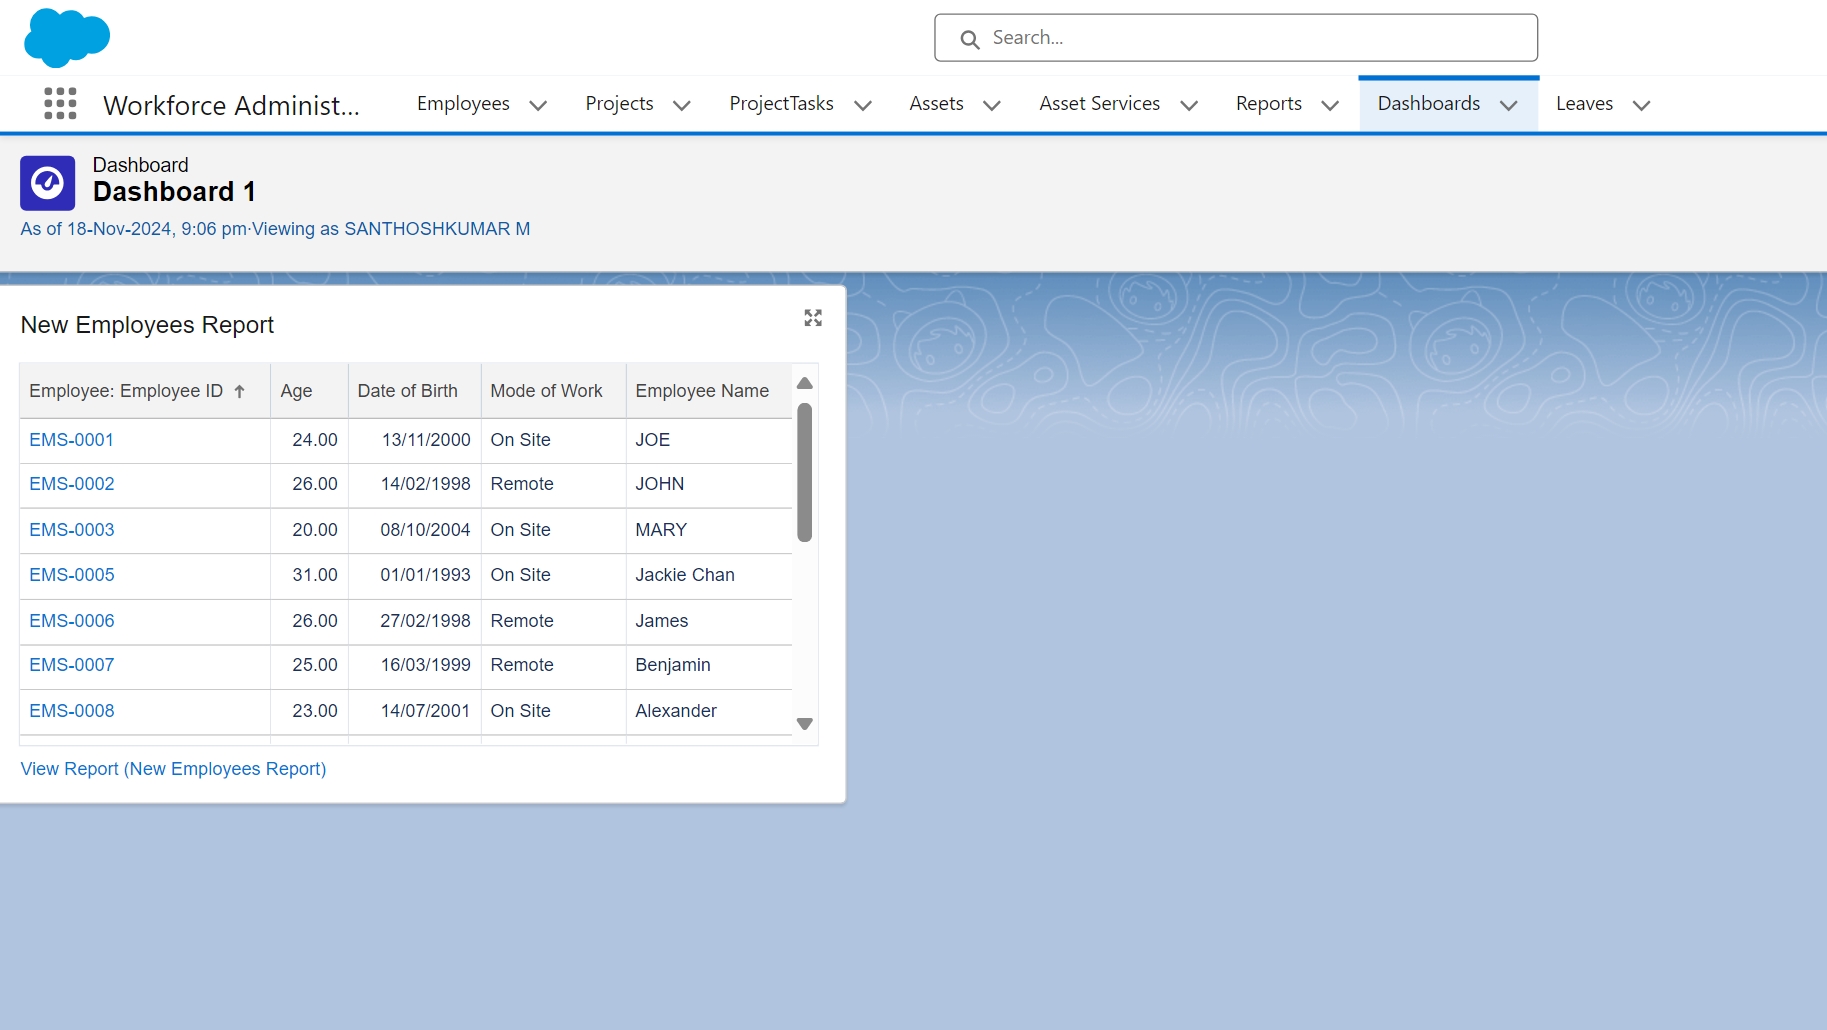 Search...
Workforce Administ... Employees Projects ProjectTasks Assets Asset Services Reports Dashboards Leaves
Dashboard
Dashboard 1
As of 18-Nov-2024, 9:06 pm·Viewing as SANTHOSHKUMAR M
New Employees Report
Employee: Employee ID ↑ Age Date of Birth Mode of Work Employee Name
EMS-0001 24.00 13/11/2000 On Site JOE
EMS-0002 26.00 14/02/1998 Remote JOHN
EMS-0003 20.00 08/10/2004 On Site MARY
EMS-0005 31.00 01/01/1993 On Site Jackie Chan
EMS-0006 26.00 27/02/1998 Remote James
EMS-0007 25.00 16/03/1999 Remote Benjamin
EMS-0008 23.00 14/07/2001 On Site Alexander
View Report (New Employees Report)